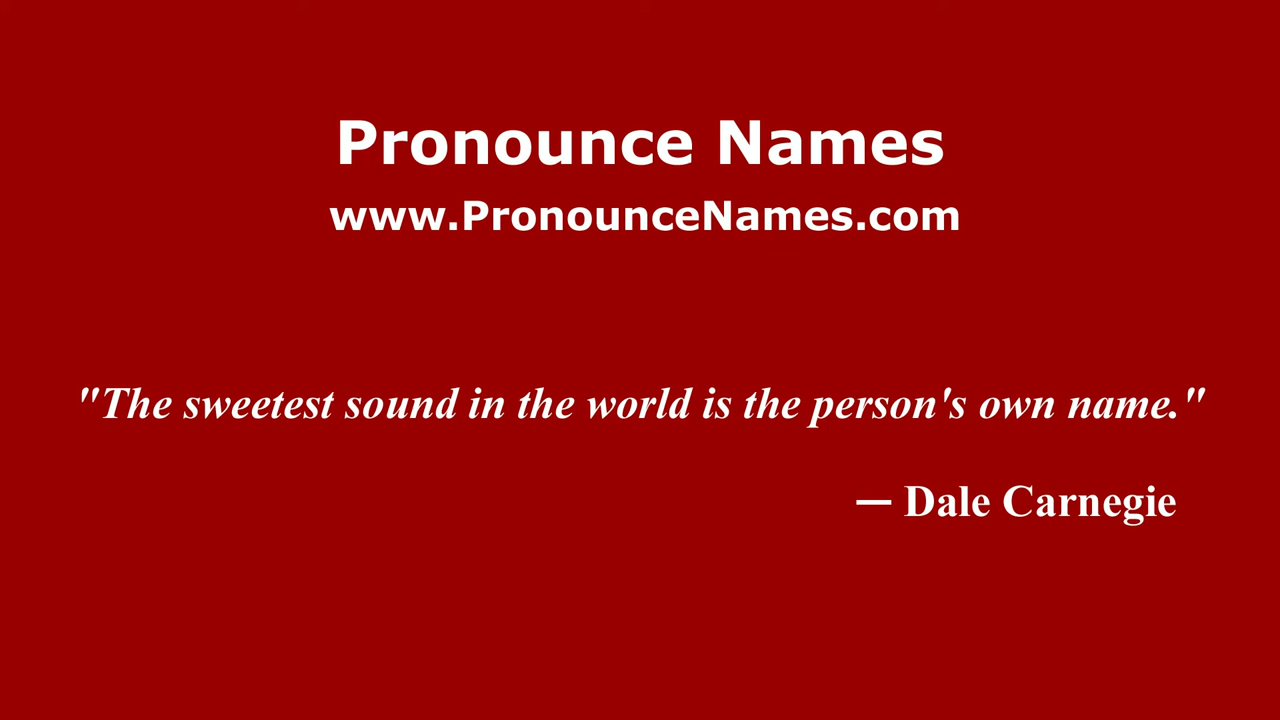 Pronounce Names
www.PronounceNames.com
"The sweetest sound in the world is the person's own name."
— Dale Carnegie